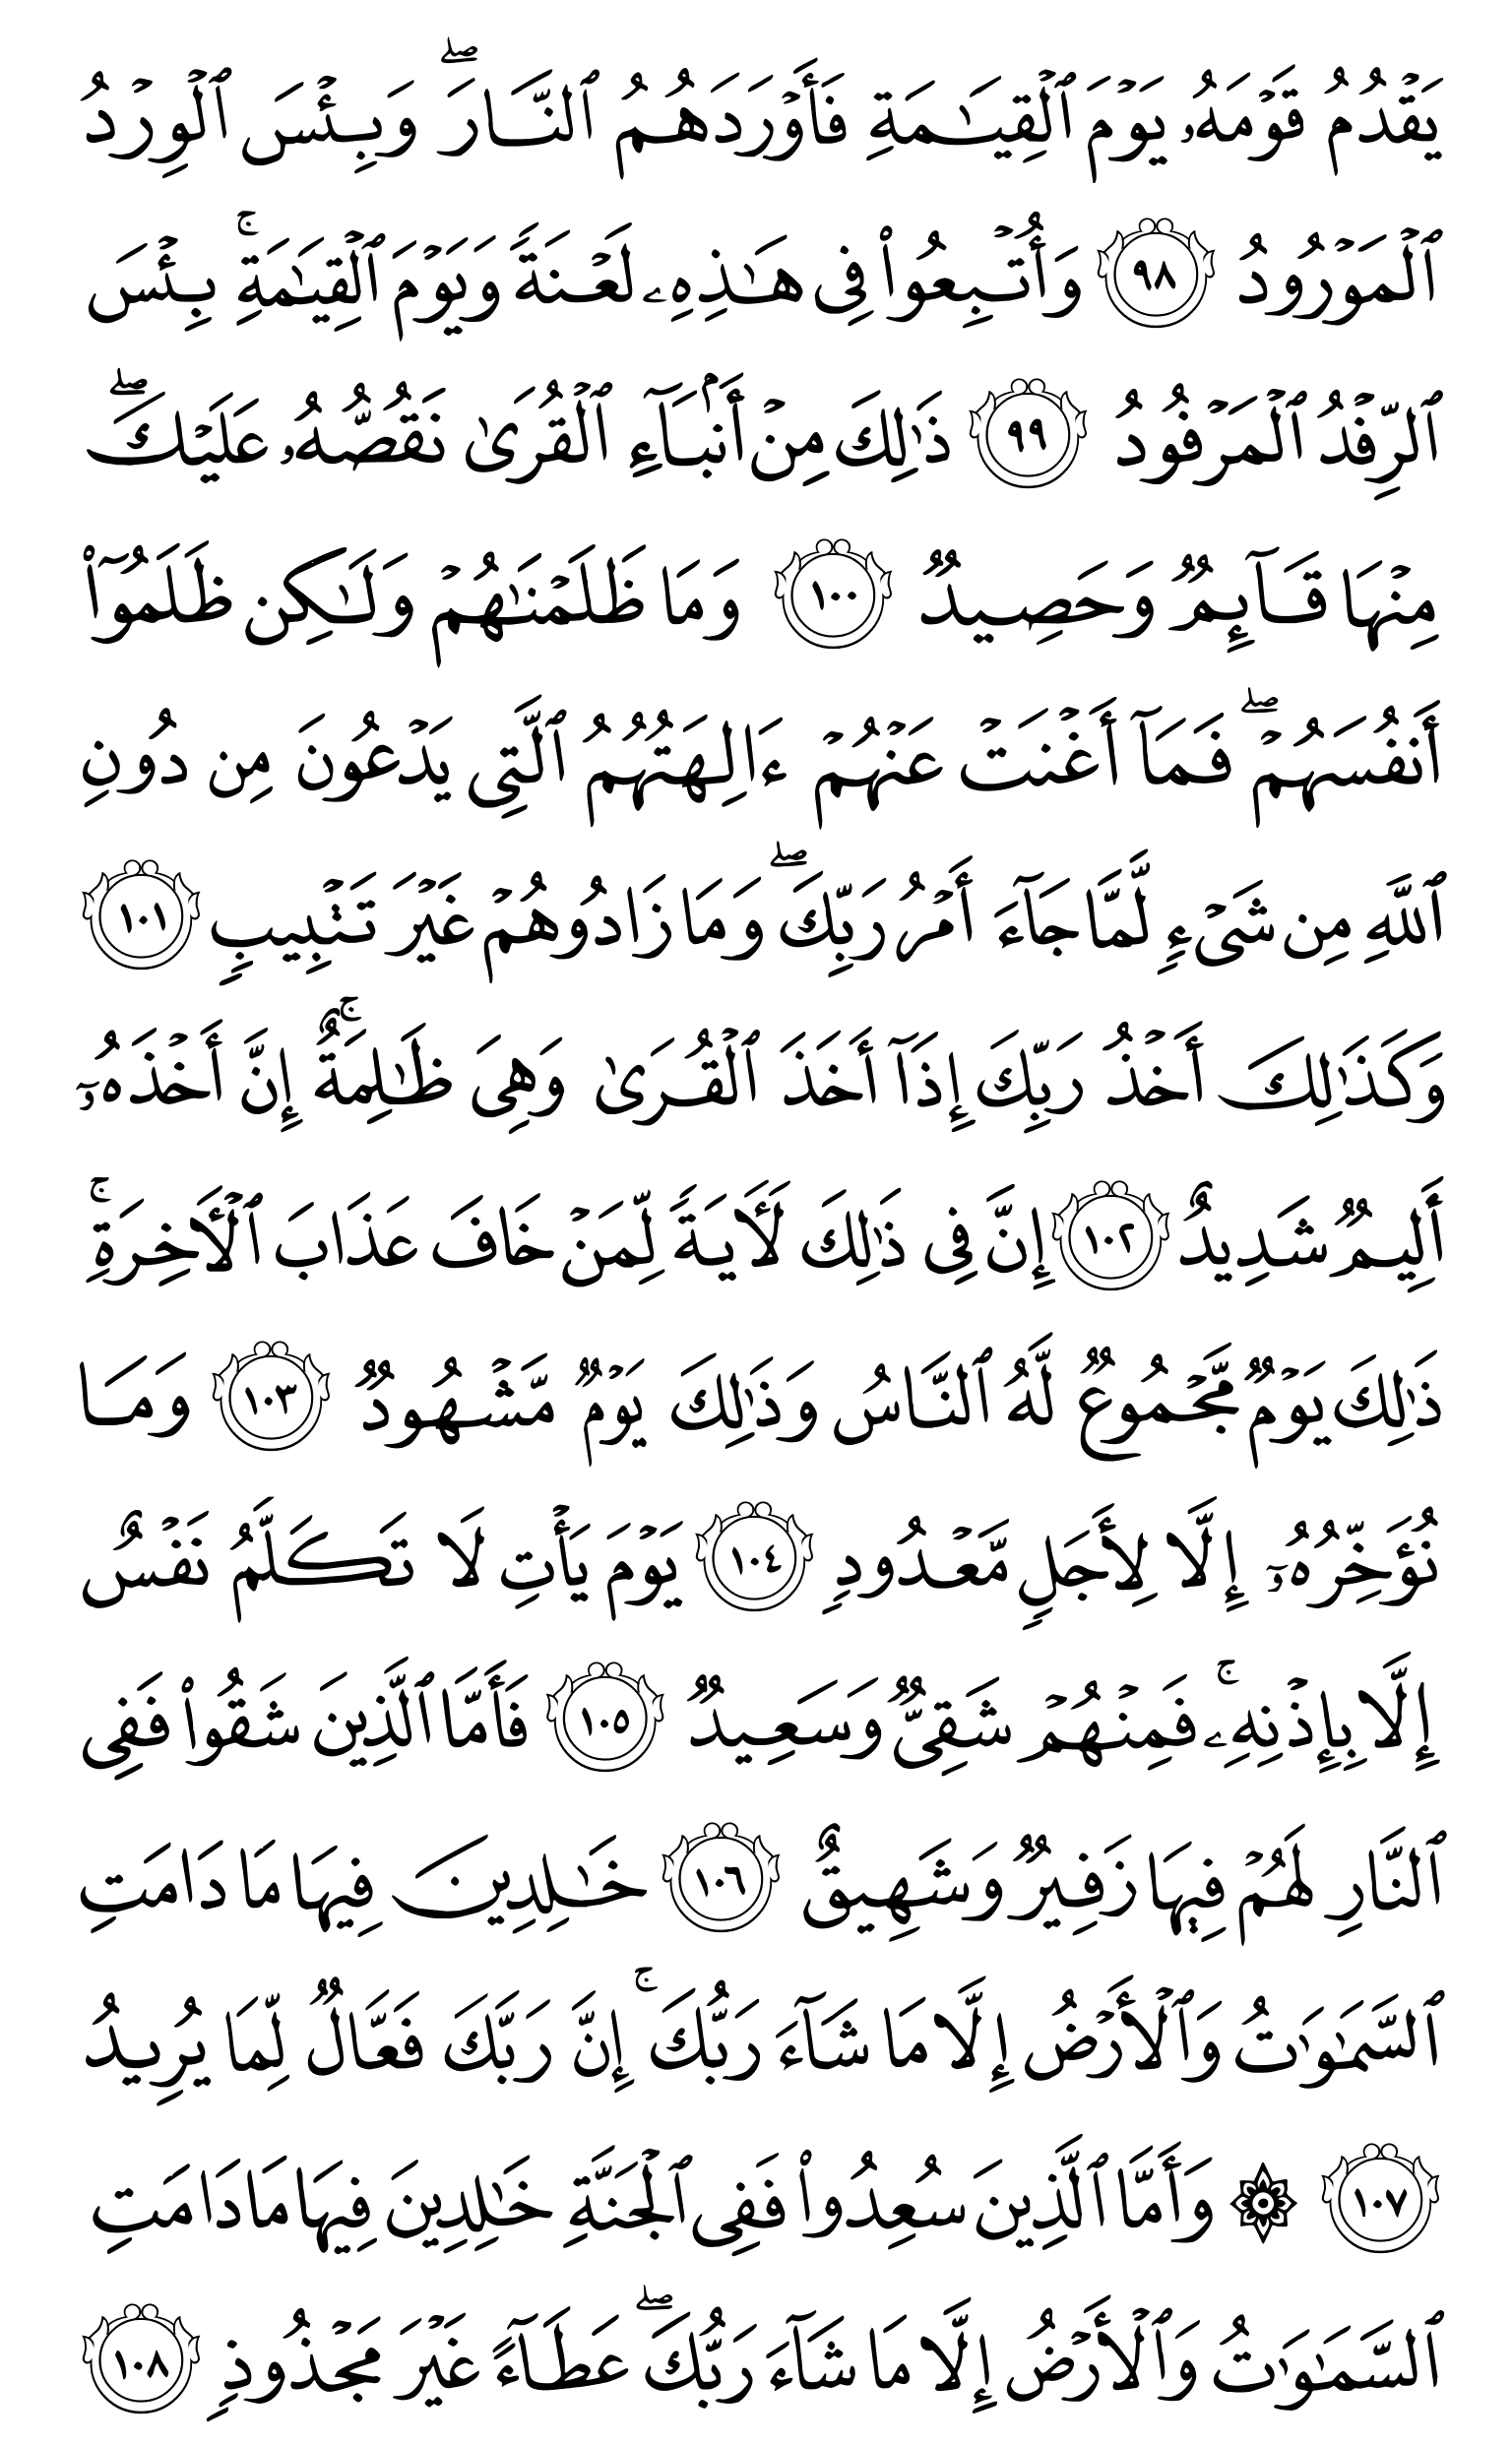 يَقۡدُمُ قَوۡمَهُۥ يَوۡمَ ٱلۡقِيَٰمَةِ فَأَوۡرَدَهُمُ ٱلنَّارَۖ وَبِئۡسَ ٱلۡوِرۡدُ
ٱلۡمَوۡرُودُ ٩٨ وَأُتۡبِعُواْ فِي هَٰذِهِۦ لَعۡنَةٗ وَيَوۡمَ ٱلۡقِيَٰمَةِۚ بِئۡسَ
ٱلرِّفۡدُ ٱلۡمَرۡفُودُ ٩٩ ذَٰلِكَ مِنۡ أَنۢبَآءِ ٱلۡقُرَىٰ نَقُصُّهُۥ عَلَيۡكَۖ
مِنۡهَا قَآئِمٞ وَحَصِيدٞ ١٠٠ وَمَا ظَلَمۡنَٰهُمۡ وَلَٰكِن ظَلَمُوٓاْ
أَنفُسَهُمۡۖ فَمَآ أَغۡنَتۡ عَنۡهُمۡ ءَالِهَتُهُمُ ٱلَّتِي يَدۡعُونَ مِن دُونِ
ٱللَّهِ مِن شَيۡءٖ لَّمَّا جَآءَ أَمۡرُ رَبِّكَۖ وَمَا زَادُوهُمۡ غَيۡرَ تَتۡبِيبٖ ١٠١
وَكَذَٰلِكَ أَخۡذُ رَبِّكَ إِذَآ أَخَذَ ٱلۡقُرَىٰ وَهِيَ ظَٰلِمَةٌۚ إِنَّ أَخۡذَهُۥٓ
أَلِيمٞ شَدِيدٌ ١٠٢ إِنَّ فِي ذَٰلِكَ لَأٓيَةٗ لِّمَنۡ خَافَ عَذَابَ ٱلۡأٓخِرَةِۚ
ذَٰلِكَ يَوۡمٞ مَّجۡمُوعٞ لَّهُ ٱلنَّاسُ وَذَٰلِكَ يَوۡمٞ مَّشۡهُودٞ ١٠٣ وَمَا
نُؤَخِّرُهُۥٓ إِلَّا لِأَجَلٖ مَّعۡدُودٖ ١٠٤ يَوۡمَ يَأۡتِ لَا تَكَلَّمُ نَفۡسٌ
إِلَّا بِإِذۡنِهِۦۚ فَمِنۡهُمۡ شَقِيّٞ وَسَعِيدٞ ١٠٥ فَأَمَّا ٱلَّذِينَ شَقُواْ فَفِي
ٱلنَّارِ لَهُمۡ فِيهَا زَفِيرٞ وَشَهِيقٌ ١٠٦ خَٰلِدِينَ فِيهَا مَا دَامَتِ
ٱلسَّمَٰوَٰتُ وَٱلۡأَرۡضُ إِلَّا مَا شَآءَ رَبُّكَۚ إِنَّ رَبَّكَ فَعَّالٞ لِّمَا يُرِيدُ
١٠٧ ۞ وَأَمَّا ٱلَّذِينَ سُعِدُواْ فَفِي ٱلۡجَنَّةِ خَٰلِدِينَ فِيهَا مَا دَامَتِ
ٱلسَّمَٰوَٰتُ وَٱلۡأَرۡضُ إِلَّا مَا شَآءَ رَبُّكَۖ عَطَآءً غَيۡرَ مَجۡذُوذٖ ١٠٨